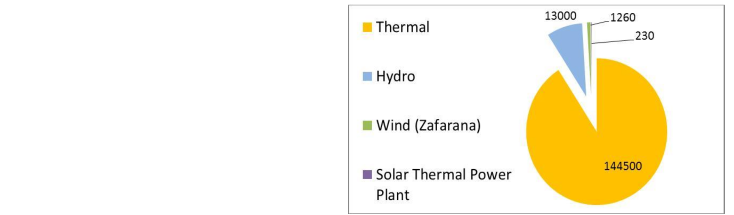 Thermal
Hydro
Wind (Zafarana)
Solar Thermal Power
Plant
13000
1260
230
144500